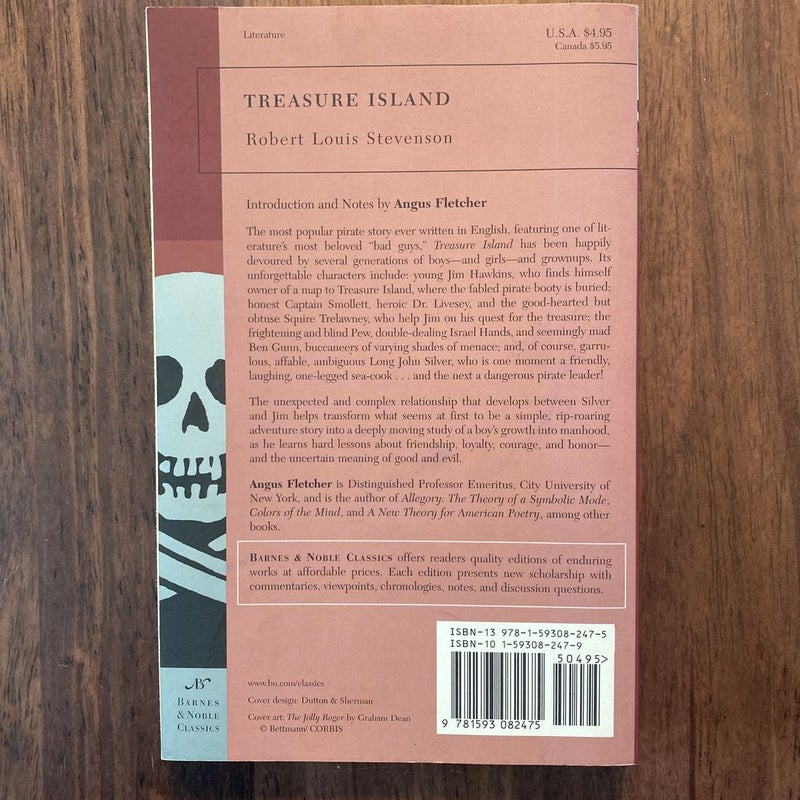 Literature
U.S.A. $4.95
Canada $5.95
TREASURE ISLAND
Robert Louis Stevenson
Introduction and Notes by Angus Fletcher
The most popular pirate story ever written in English, featuring one of lit-
erature's most beloved “bad guys,” Treasure Island has been happily
devoured by several generations of boys—and girls—and grownups. Its
unforgettable characters include: young Jim Hawkins, who finds himself
owner of a map to Treasure Island, where the fabled pirate booty is buried;
honest Captain Smollett, heroic Dr. Livesey, and the good-hearted but
obtuse Squire Trelawney, who help Jim on his quest for the treasure; the
frightening and blind Pew, double-dealing Israel Hands, and seemingly mad
Ben Gunn, buccaneers of varying shades of menace; and, of course, garru-
lous, affable, ambiguous Long John Silver, who is one moment a friendly,
laughing, one-legged sea-cook . . . and the next a dangerous pirate leader!
The unexpected and complex relationship that develops between Silver
and Jim helps transform what seems at first to be a simple, rip-roaring
adventure story into a deeply moving study of a boy's growth into manhood,
as he learns hard lessons about friendship, loyalty, courage, and honor—
and the uncertain meaning of good and evil.
Angus Fletcher is Distinguished Professor Emeritus, City University of
New York, and is the author of Allegory: The Theory of a Symbolic Mode,
Colors of the Mind, and A New Theory for American Poetry, among other
books.
BARNES & NOBLE CLASSICS offers readers quality editions of enduring
works at affordable prices. Each edition presents new scholarship with
commentaries, viewpoints, chronologies, notes, and discussion questions.
ISBN-13 978-1-59308-247-5
ISBN-10 1-59308-247-9
50495>
9 781593 082475
www.bn.com/classics
Cover design: Dutton & Sherman
Cover art: The Jolly Roger by Graham Dean
© Bettmann/ CORBIS
BN
BARNES
& NOBLE
CLASSICS